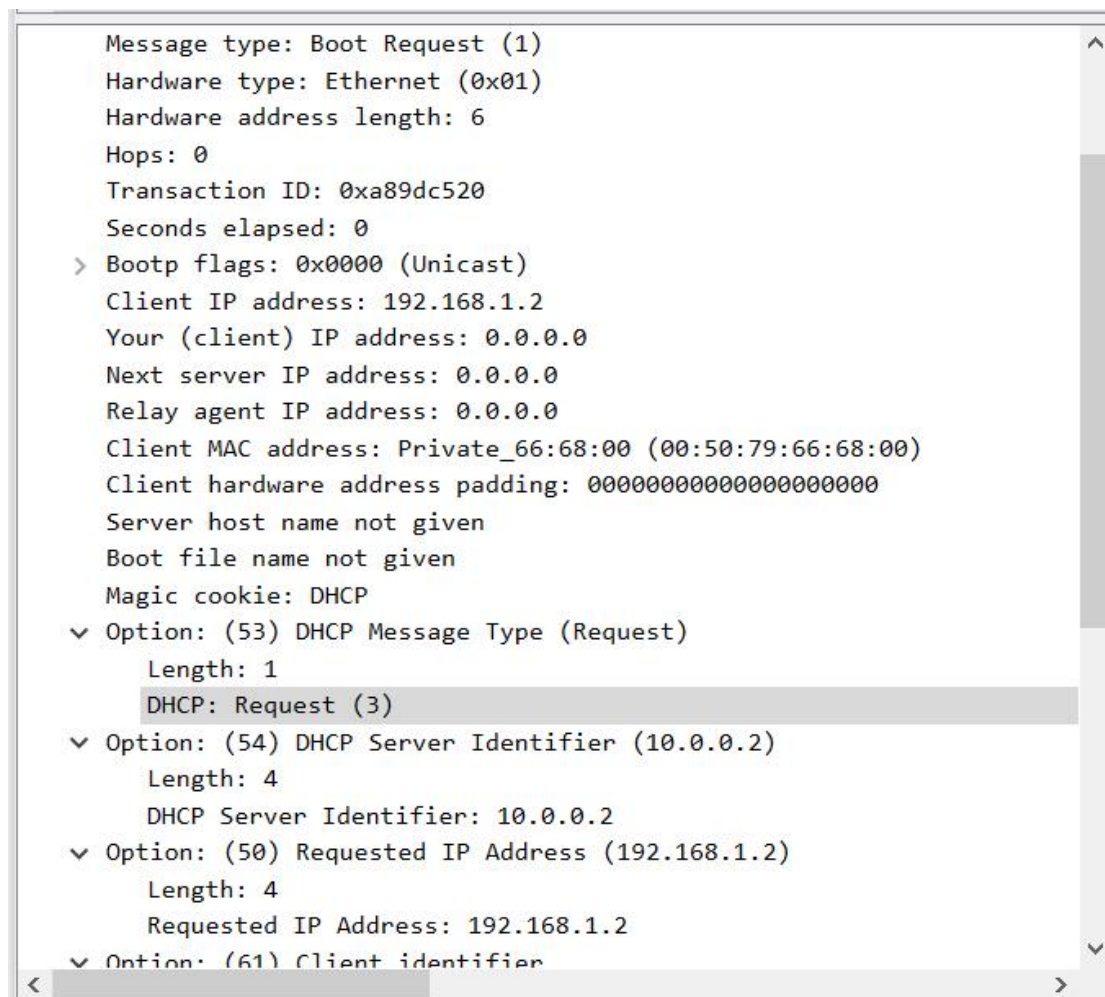 Message type: Boot Request (1)
Hardware type: Ethernet (0x01)
Hardware address length: 6
Hops: 0
Transaction ID: 0xa89dc520
Seconds elapsed: 0
Bootp flags: 0x0000 (Unicast)
Client IP address: 192.168.1.2
Your (client) IP address: 0.0.0.0
Next server IP address: 0.0.0.0
Relay agent IP address: 0.0.0.0
Client MAC address: Private_66:68:00 (00:50:79:66:68:00)
Client hardware address padding: 00000000000000000000
Server host name not given
Boot file name not given
Magic cookie: DHCP
Option: (53) DHCP Message Type (Request)
Length: 1
DHCP: Request (3)
Option: (54) DHCP Server Identifier (10.0.0.2)
Length: 4
DHCP Server Identifier: 10.0.0.2
Option: (50) Requested IP Address (192.168.1.2)
Length: 4
Requested IP Address: 192.168.1.2
Option: (61) Client identifier